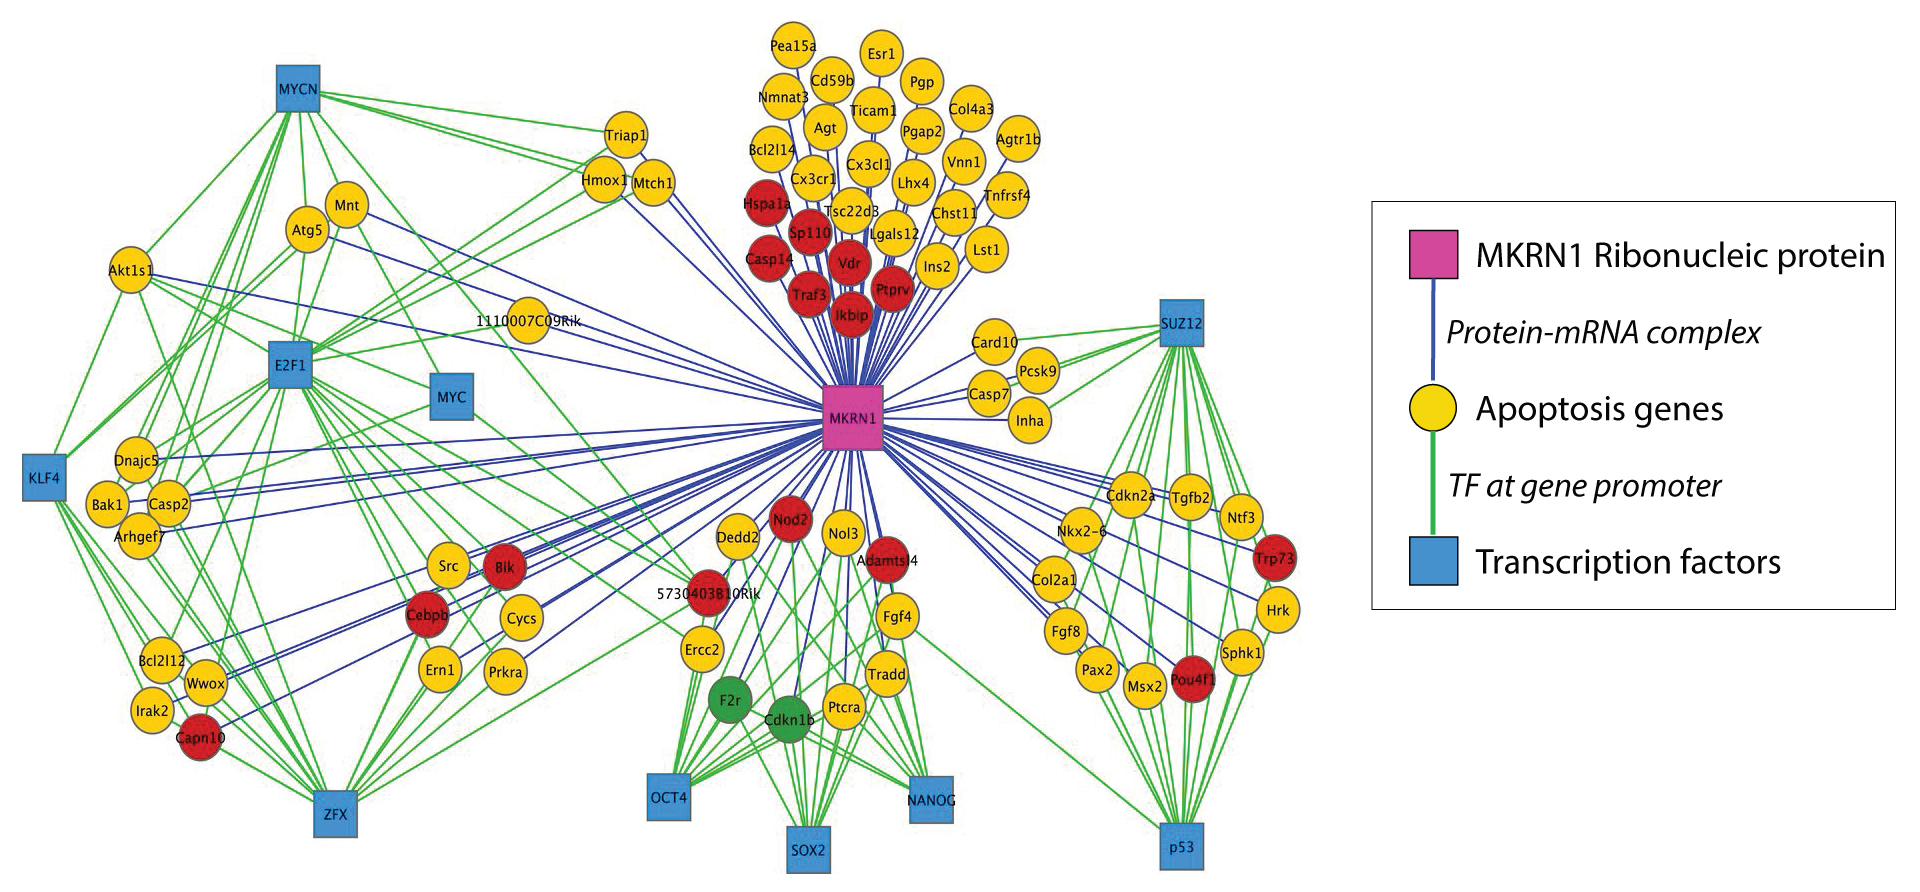 Pea15a
Esr1
Cd59b
Pgp
Nmnat3
Ticam1
Col4a3
MYCN
Agt
Pgap2
Agtr1b
Triap1
Bcl2l14
Cx3cl1
Vnn1
Hmox1
Mtch1
Cx3cr1
Lhx4
Tnfrsf4
Mnt
Hspa1a
Tsc22d3
Chst11
Atg5
Sp110
Lgals12
Lst1
Akt1s1
Casp14
Vdr
Ins2
Traf3
Ptprv
Ikbip
1110007C09Rik
SUZ12
Card10
E2F1
Pcsk9
MYC
Casp7
MKRN1
Inha
Dnajc5
KLF4
Bak1
Casp2
Arhgef7
Cdkn2a
Tgfb2
Ntf3
Nod2
Nol3
Dedd2
Nkx2-6
Adamtsl4
Trp73
Src
Blk
Col2a1
5730403B10Rik
Cebpb
Cycs
Fgf4
Hrk
Fgf8
Ercc2
Sphk1
Bcl2l12
Ern1
Prkra
Tradd
Pax2
Wwox
Msx2
Pou4f1
F2r
Irak2
Cdkn1b
Ptcra
Capn10
OCT4
NANOG
ZFX
SOX2
p53
MKRN1 Ribonucleic protein
Protein-mRNA complex
Apoptosis genes
TF at gene promoter
Transcription factors